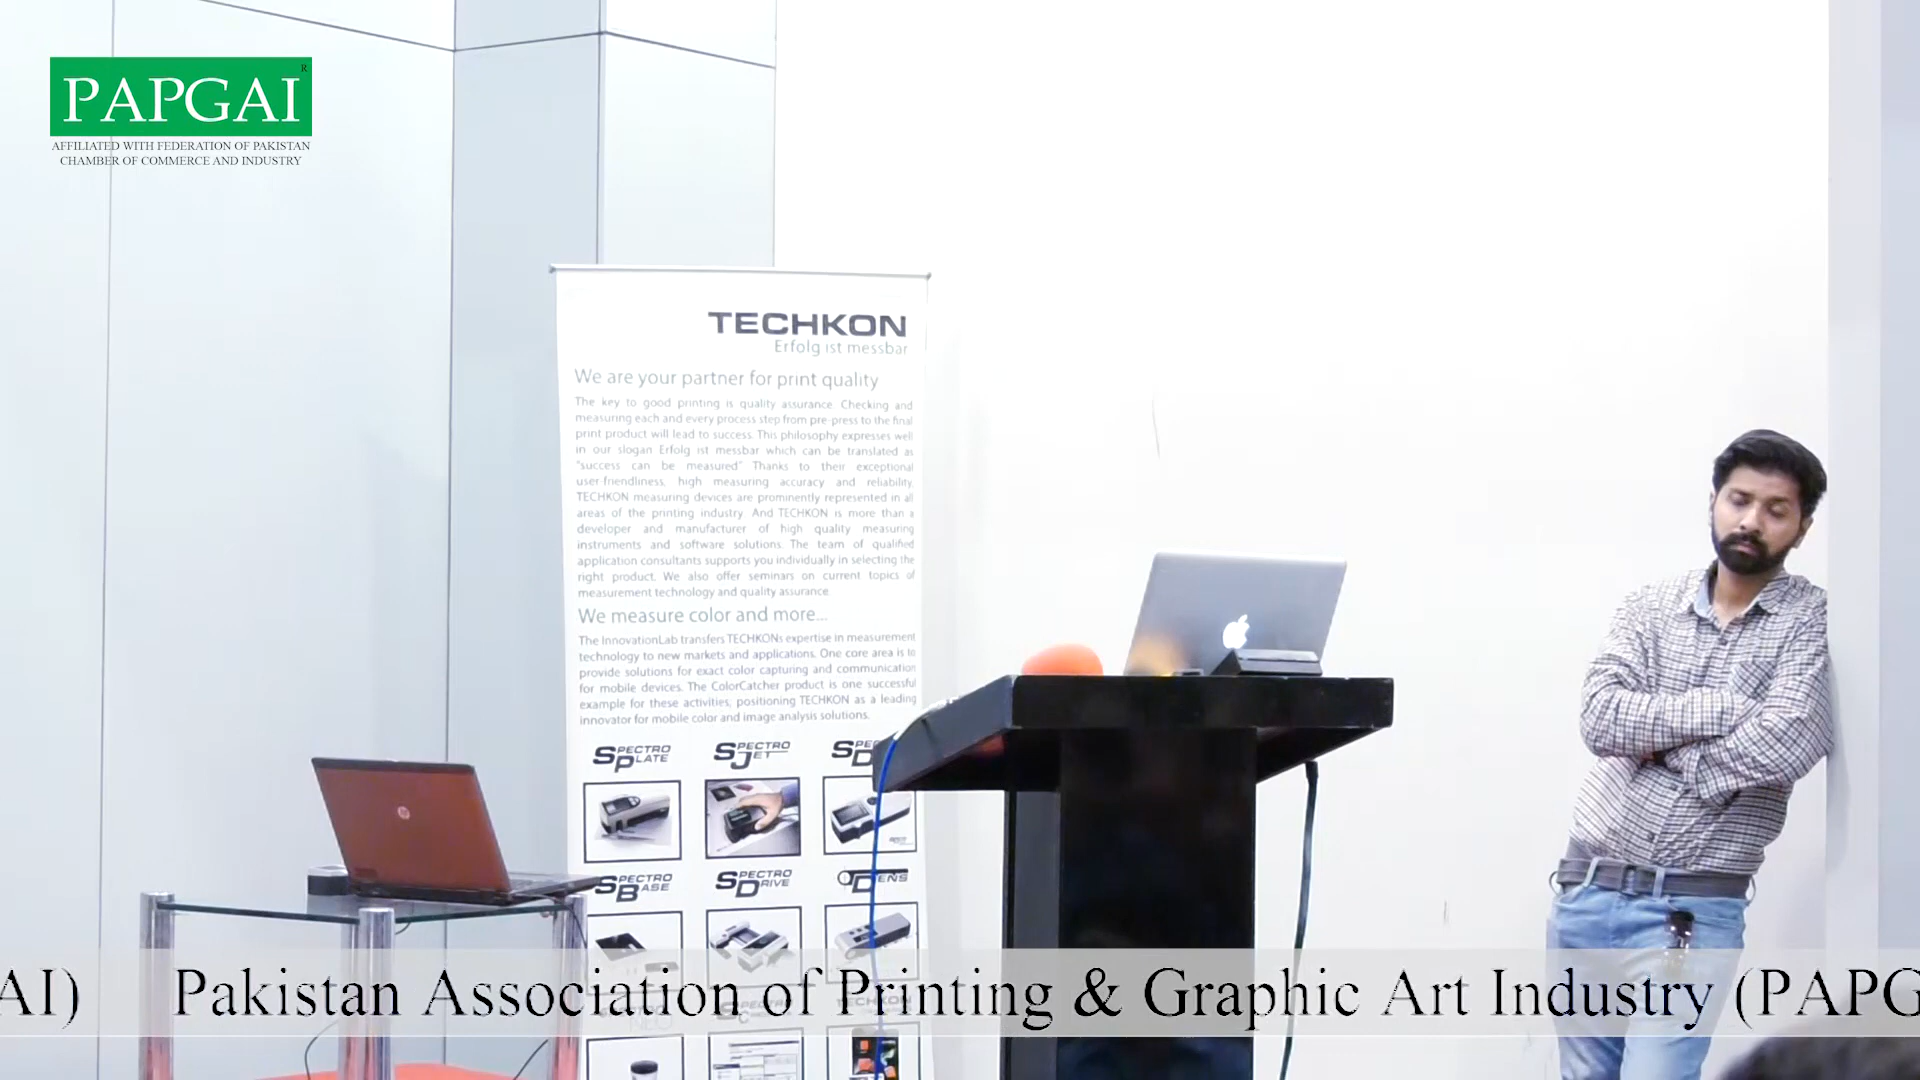 PAPGAI
R
AFFILIATED WITH FEDERATION OF PAKISTAN
CHAMBER OF COMMERCE AND INDUSTRY
TECHKON
Erfolg ist messbar
We are your partner for print quality
The key to good printing is quality assurance. Checking and
measuring each and every process step from pre-press to the final
print product will lead to success. This philosophy expresses well
in our slogan Erfolg ist messbar which can be translated as
"success can be measured" Thanks to their exceptional
user-friendliness, high measuring accuracy and reliability,
TECHKON measuring devices are prominently represented in all
areas of the printing industry. And TECHKON is more than a
developer and manufacturer of high quality measuring
instruments and software solutions. The team of qualified
application consultants supports you individually in selecting the
right product. We also offer seminars on current topics of
measurement technology and quality assurance
We measure color and more...
The InnovationLab transfers TECHKONs expertise in measurement
technology to new markets and applications. One core area is to
provide solutions for exact color capturing and communication
for mobile devices. The ColorCatcher product is one successful
example for these activities; positioning TECHKON as a leading
innovator for mobile color and image analysis solutions.
SPECTRO PLATE
SPECTRO JET
SPE
D
SPECTRO BASE
SPECTRO DRIVE
DENS
AI) Pakistan Association of Printing & Graphic Art Industry (PAPG